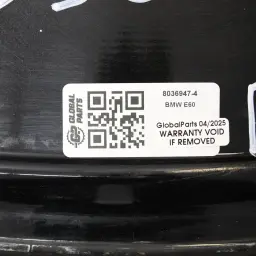 GLOBAL
PARTS
8036947-4
BMW E60
GlobalParts 04/2025
WARRANTY VOID
IF REMOVED